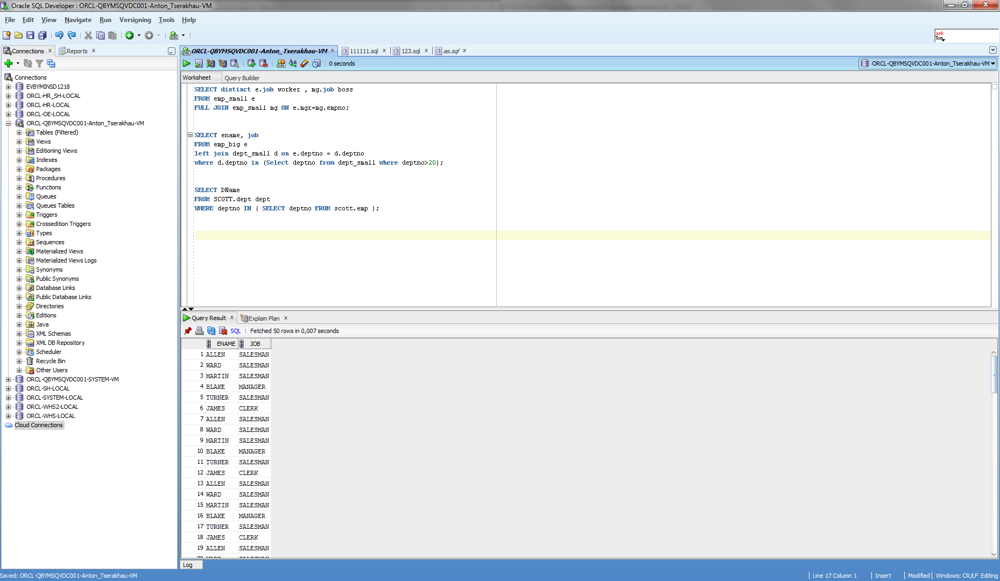 Oracle SQL Developer : ORCL-QBYMSQVDC001-Anton_Tserakhau-VM
File Edit View Navigate Run Versioning Tools Help
ask
Tom
Connections
Reports
Connections
EVBYMINSD1218
ORCL-HR_SH-LOCAL
ORCL-HR-LOCAL
ORCL-OE-LOCAL
ORCL-QBYMSQVDC001-Anton_Tserakhau-VM
Tables (Filtered)
Views
Editioning Views
Indexes
Packages
Procedures
Functions
Queues
Queues Tables
Triggers
Crossedition Triggers
Types
Sequences
Materialized Views
Materialized Views Logs
Synonyms
Public Synonyms
Database Links
Public Database Links
Directories
Editions
Java
XML Schemas
XML DB Repository
Scheduler
Recycle Bin
Other Users
ORCL-QBYMSQVDC001-SYSTEM-VM
ORCL-SH-LOCAL
ORCL-SYSTEM-LOCAL
ORCL-WHS2-LOCAL
ORCL-WHS-LOCAL
Cloud Connections
ORCL-QBYMSQVDC001-Anton_Tserakhau-VM
111111.sql
123.sql
as.sql
0 seconds
ORCL-QBYMSQVDC001-Anton_Tserakhau-VM
Worksheet
Query Builder
SELECT distinct e.job worker , mg.job boss
FROM emp_small e
FULL JOIN emp_small mg ON e.mgr=mg.empno;
SELECT ename, job
FROM emp_big e
left join dept_small d on e.deptno = d.deptno
where d.deptno in (Select deptno from dept_small where deptno>20);
SELECT DName
FROM SCOTT.dept dept
WHERE deptno IN ( SELECT deptno FROM scott.emp );
Query Result
Explain Plan
SQL
Fetched 50 rows in 0,007 seconds
ENAME JOB
1 ALLEN SALESMAN
2 WARD SALESMAN
3 MARTIN SALESMAN
4 BLAKE MANAGER
5 TURNER SALESMAN
6 JAMES CLERK
7 ALLEN SALESMAN
8 WARD SALESMAN
9 MARTIN SALESMAN
10 BLAKE MANAGER
11 TURNER SALESMAN
12 JAMES CLERK
13 ALLEN SALESMAN
14 WARD SALESMAN
15 MARTIN SALESMAN
16 BLAKE MANAGER
17 TURNER SALESMAN
18 JAMES CLERK
19 ALLEN SALESMAN
Log
Saved: ORCL-QBYMSQVDC001-Anton_Tserakhau-VM
Line 17 Column 1
Insert
Modified
Windows: CR/LF Editing